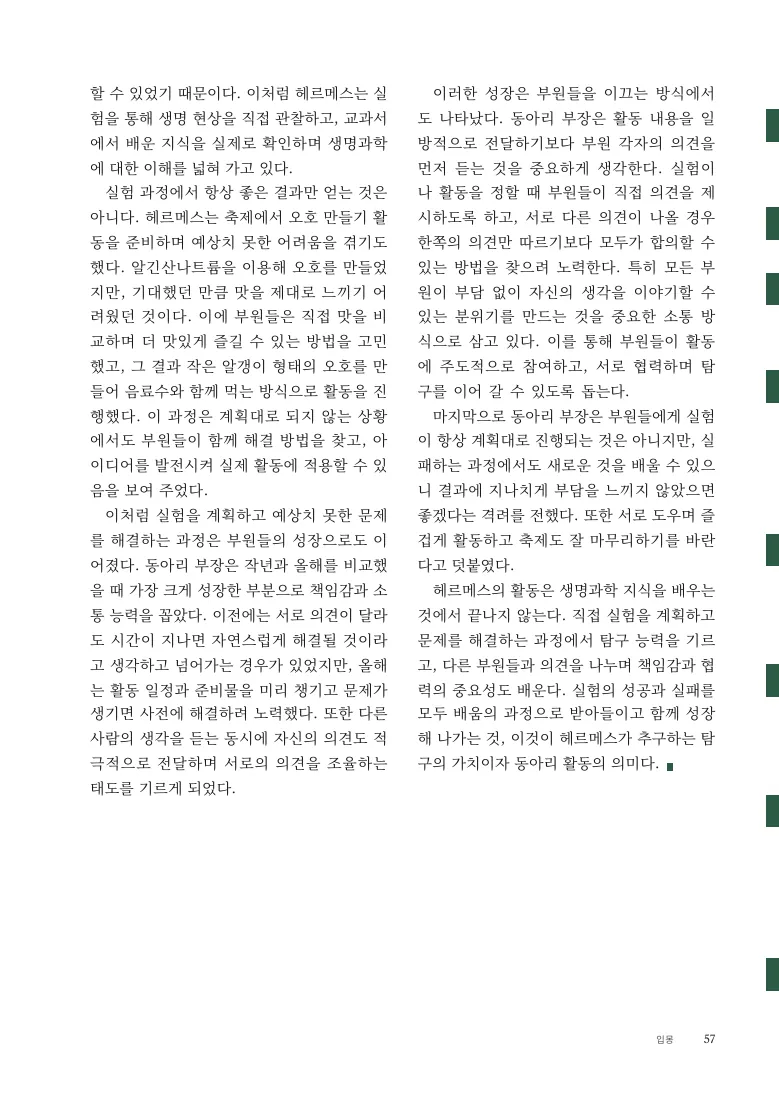 할 수 있었기 때문이다. 이처럼 헤르메스는 실
험을 통해 생명 현상을 직접 관찰하고, 교과서
에서 배운 지식을 실제로 확인하며 생명과학
에 대한 이해를 넓혀 가고 있다.
실험 과정에서 항상 좋은 결과만 얻는 것은
아니다. 헤르메스는 축제에서 오호 만들기 활
동을 준비하며 예상치 못한 어려움을 겪기도
했다. 알긴산나트륨을 이용해 오호를 만들었
지만, 기대했던 만큼 맛을 제대로 느끼기 어
려웠던 것이다. 이에 부원들은 직접 맛을 비
교하며 더 맛있게 즐길 수 있는 방법을 고민
했고, 그 결과 작은 알갱이 형태의 오호를 만
들어 음료수와 함께 먹는 방식으로 활동을 진
행했다. 이 과정은 계획대로 되지 않는 상황
에서도 부원들이 함께 해결 방법을 찾고, 아
이디어를 발전시켜 실제 활동에 적용할 수 있
음을 보여 주었다.
이처럼 실험을 계획하고 예상치 못한 문제
를 해결하는 과정은 부원들의 성장으로도 이
어졌다. 동아리 부장은 작년과 올해를 비교했
을 때 가장 크게 성장한 부분으로 책임감과 소
통 능력을 꼽았다. 이전에는 서로 의견이 달라
도 시간이 지나면 자연스럽게 해결될 것이라
고 생각하고 넘어가는 경우가 있었지만, 올해
는 활동 일정과 준비물을 미리 챙기고 문제가
생기면 사전에 해결하려 노력했다. 또한 다른
사람의 생각을 듣는 동시에 자신의 의견도 적
극적으로 전달하며 서로의 의견을 조율하는
태도를 기르게 되었다.
이러한 성장은 부원들을 이끄는 방식에서
도 나타났다. 동아리 부장은 활동 내용을 일
방적으로 전달하기보다 부원 각자의 의견을
먼저 듣는 것을 중요하게 생각한다. 실험이
나 활동을 정할 때 부원들이 직접 의견을 제
시하도록 하고, 서로 다른 의견이 나올 경우
한쪽의 의견만 따르기보다 모두가 합의할 수
있는 방법을 찾으려 노력한다. 특히 모든 부
원이 부담 없이 자신의 생각을 이야기할 수
있는 분위기를 만드는 것을 중요한 소통 방
식으로 삼고 있다. 이를 통해 부원들이 활동
에 주도적으로 참여하고, 서로 협력하며 탐
구를 이어 갈 수 있도록 돕는다.
마지막으로 동아리 부장은 부원들에게 실험
이 항상 계획대로 진행되는 것은 아니지만, 실
패하는 과정에서도 새로운 것을 배울 수 있으
니 결과에 지나치게 부담을 느끼지 않았으면
좋겠다는 격려를 전했다. 또한 서로 도우며 즐
겁게 활동하고 축제도 잘 마무리하기를 바란
다고 덧붙였다.
헤르메스의 활동은 생명과학 지식을 배우는
것에서 끝나지 않는다. 직접 실험을 계획하고
문제를 해결하는 과정에서 탐구 능력을 기르
고, 다른 부원들과 의견을 나누며 책임감과 협
력의 중요성도 배운다. 실험의 성공과 실패를
모두 배움의 과정으로 받아들이고 함께 성장
해 나가는 것, 이것이 헤르메스가 추구하는 탐
구의 가치이자 동아리 활동의 의미다.
입몽 57